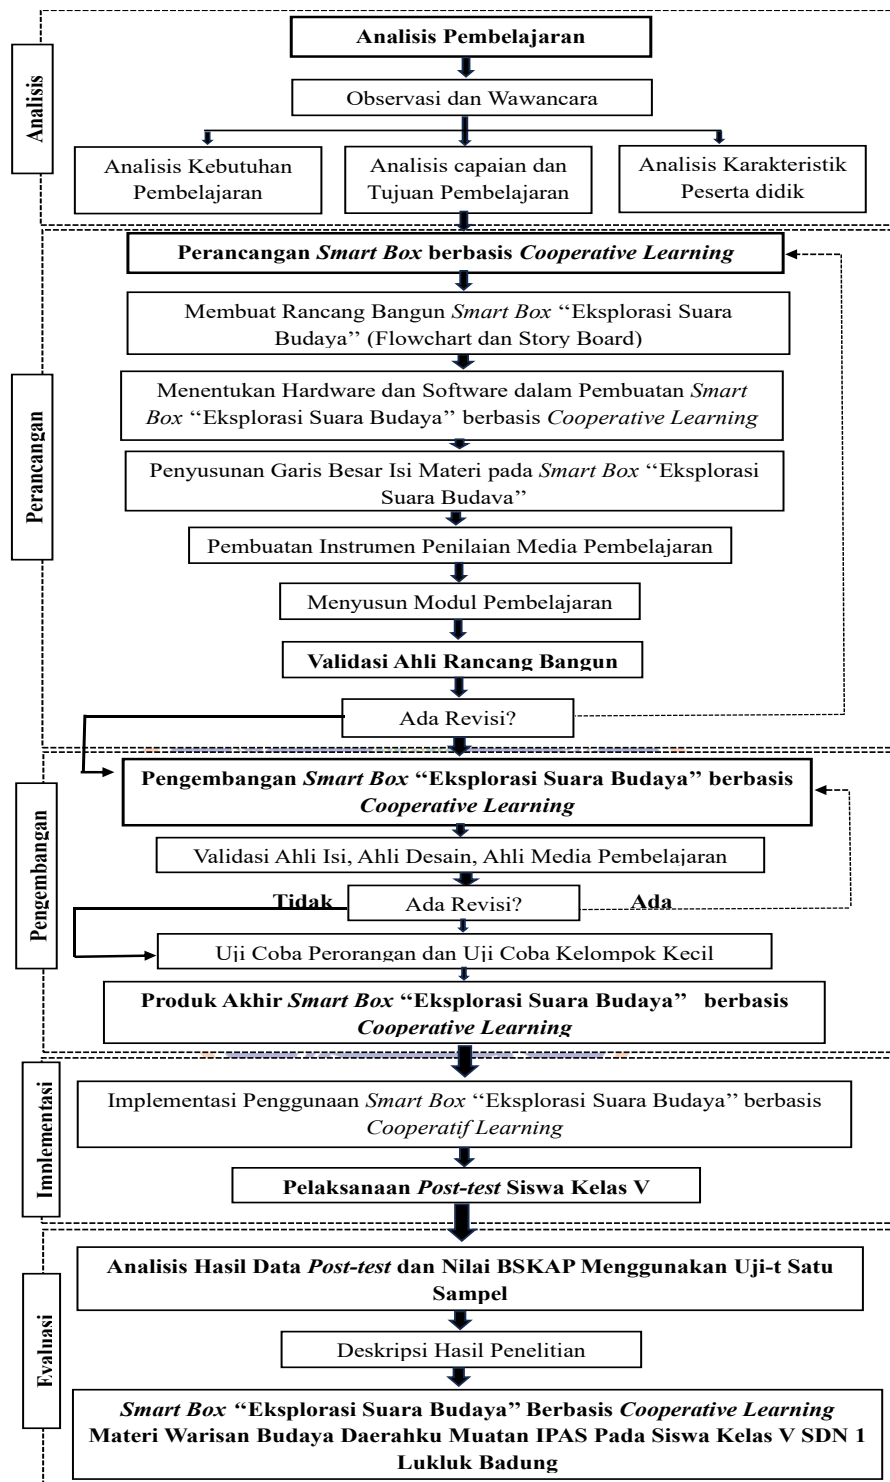 Analisis
Analisis Pembelajaran
Observasi dan Wawancara
Analisis Kebutuhan
Pembelajaran
Analisis capaian dan
Tujuan Pembelajaran
Analisis Karakteristik
Peserta didik
Perancangan
Perancangan Smart Box berbasis Cooperative Learning
Membuat Rancang Bangun Smart Box “Eksplorasi Suara
Budaya” (Flowchart dan Story Board)
Menentukan Hardware dan Software dalam Pembuatan Smart
Box “Eksplorasi Suara Budaya” berbasis Cooperative Learning
Penyusunan Garis Besar Isi Materi pada Smart Box “Eksplorasi
Suara Budaya”
Pembuatan Instrumen Penilaian Media Pembelajaran
Menyusun Modul Pembelajaran
Validasi Ahli Rancang Bangun
Ada Revisi?
Pengembangan
Pengembangan Smart Box “Eksplorasi Suara Budaya” berbasis
Cooperative Learning
Validasi Ahli Isi, Ahli Desain, Ahli Media Pembelajaran
Tidak
Ada Revisi?
Ada
Uji Coba Perorangan dan Uji Coba Kelompok Kecil
Produk Akhir Smart Box “Eksplorasi Suara Budaya” berbasis
Cooperative Learning
Implementasi
Implementasi Penggunaan Smart Box “Eksplorasi Suara Budaya” berbasis
Cooperatif Learning
Pelaksanaan Post-test Siswa Kelas V
Evaluasi
Analisis Hasil Data Post-test dan Nilai BSKAP Menggunakan Uji-t Satu
Sampel
Deskripsi Hasil Penelitian
Smart Box “Eksplorasi Suara Budaya” Berbasis Cooperative Learning
Materi Warisan Budaya Daerahku Muatan IPAS Pada Siswa Kelas V SDN 1
Lukluk Badung